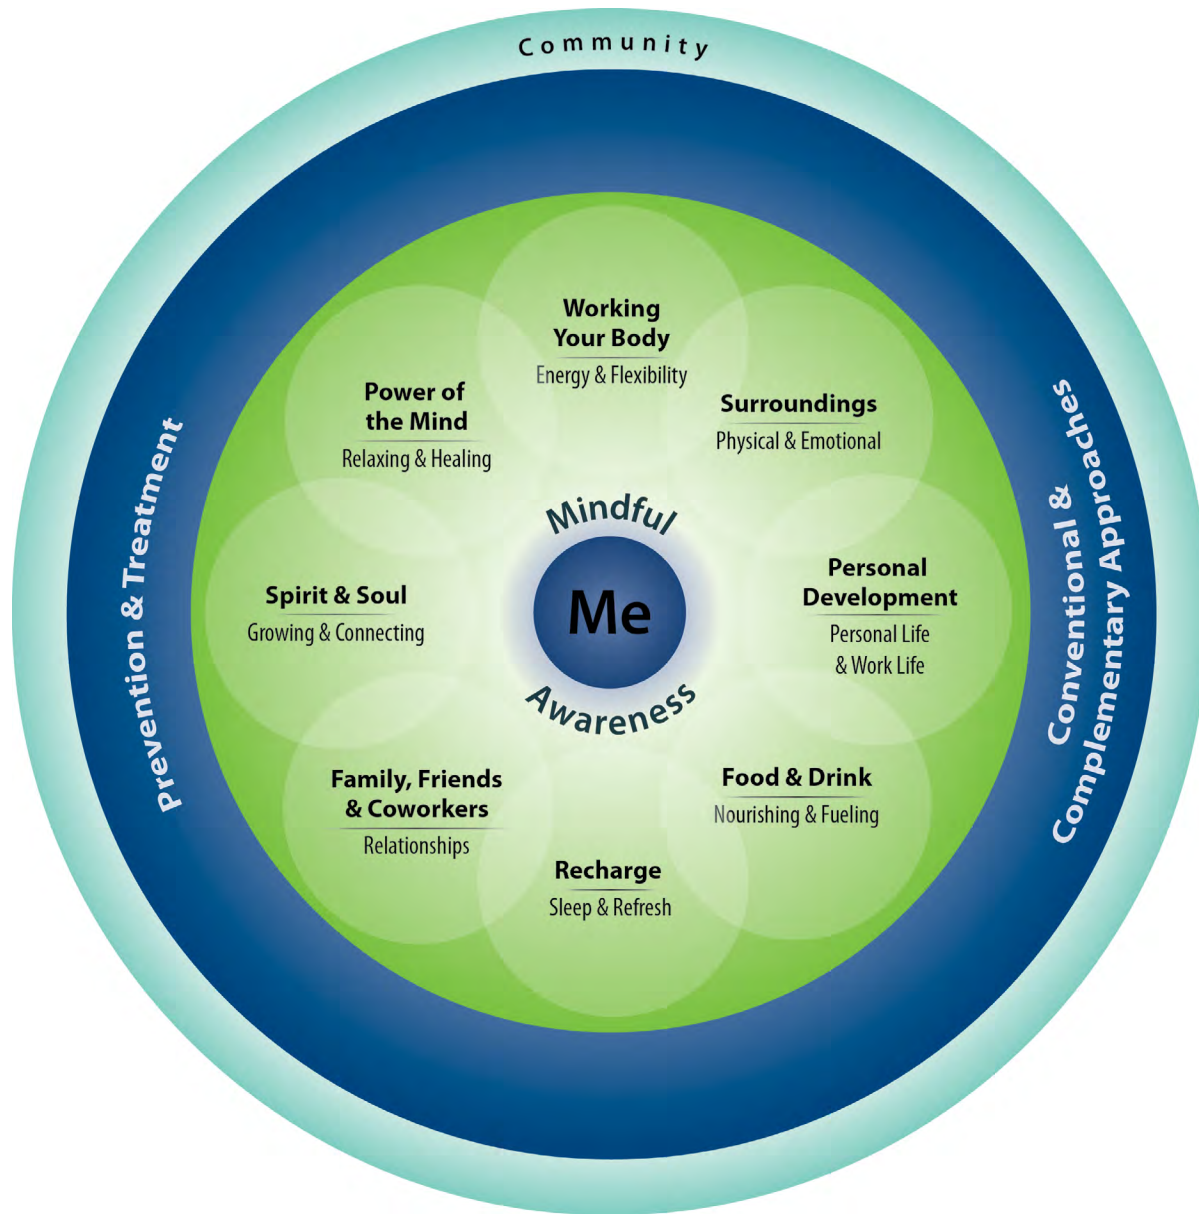 Community
Prevention & Treatment
Conventional &
Complementary Approaches
Working
Your Body
Energy & Flexibility
Surroundings
Physical & Emotional
Personal
Development
Personal Life
& Work Life
Food & Drink
Nourishing & Fueling
Recharge
Sleep & Refresh
Family, Friends
& Coworkers
Relationships
Spirit & Soul
Growing & Connecting
Power of
the Mind
Relaxing & Healing
Mindful
Me
Awareness